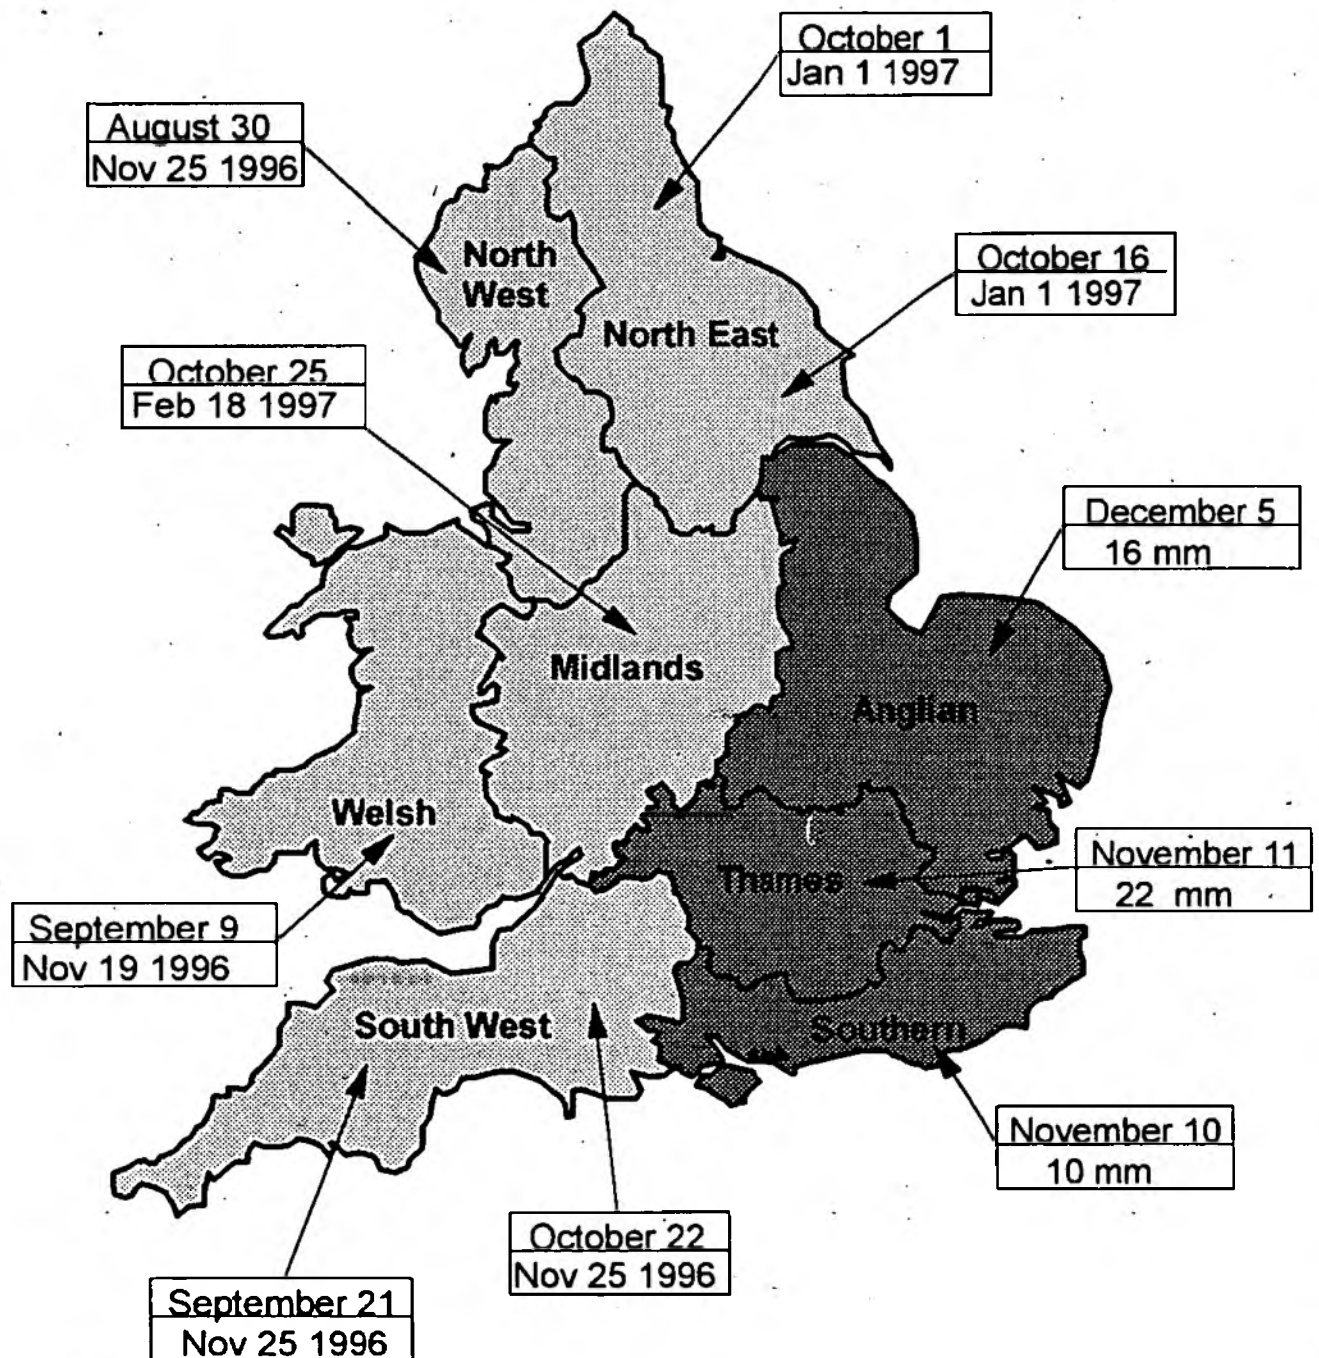 October 1
Jan 1 1997
August 30
Nov 25 1996
North
West
October 16
Jan 1 1997
North East
October 25
Feb 18 1997
December 5
16 mm
Midlands
Anglian
Welsh
November 11
22 mm
Thames
September 9
Nov 19 1996
South West
Southern
November 10
10 mm
October 22
Nov 25 1996
September 21
Nov 25 1996